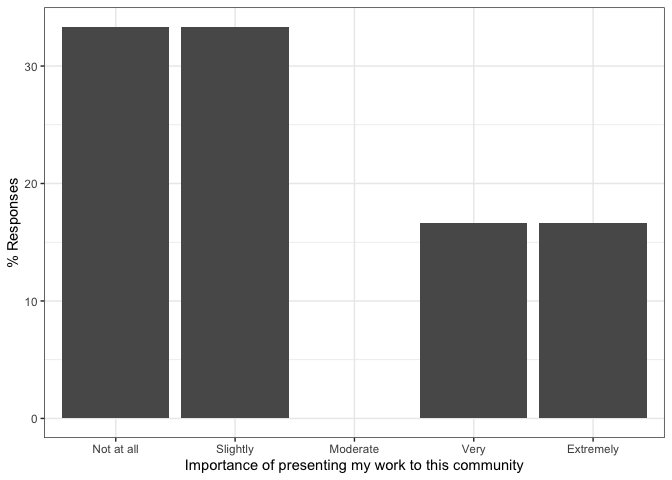 % Responses
30
20
10
0
Not at all Slightly Moderate Very Extremely
Importance of presenting my work to this community